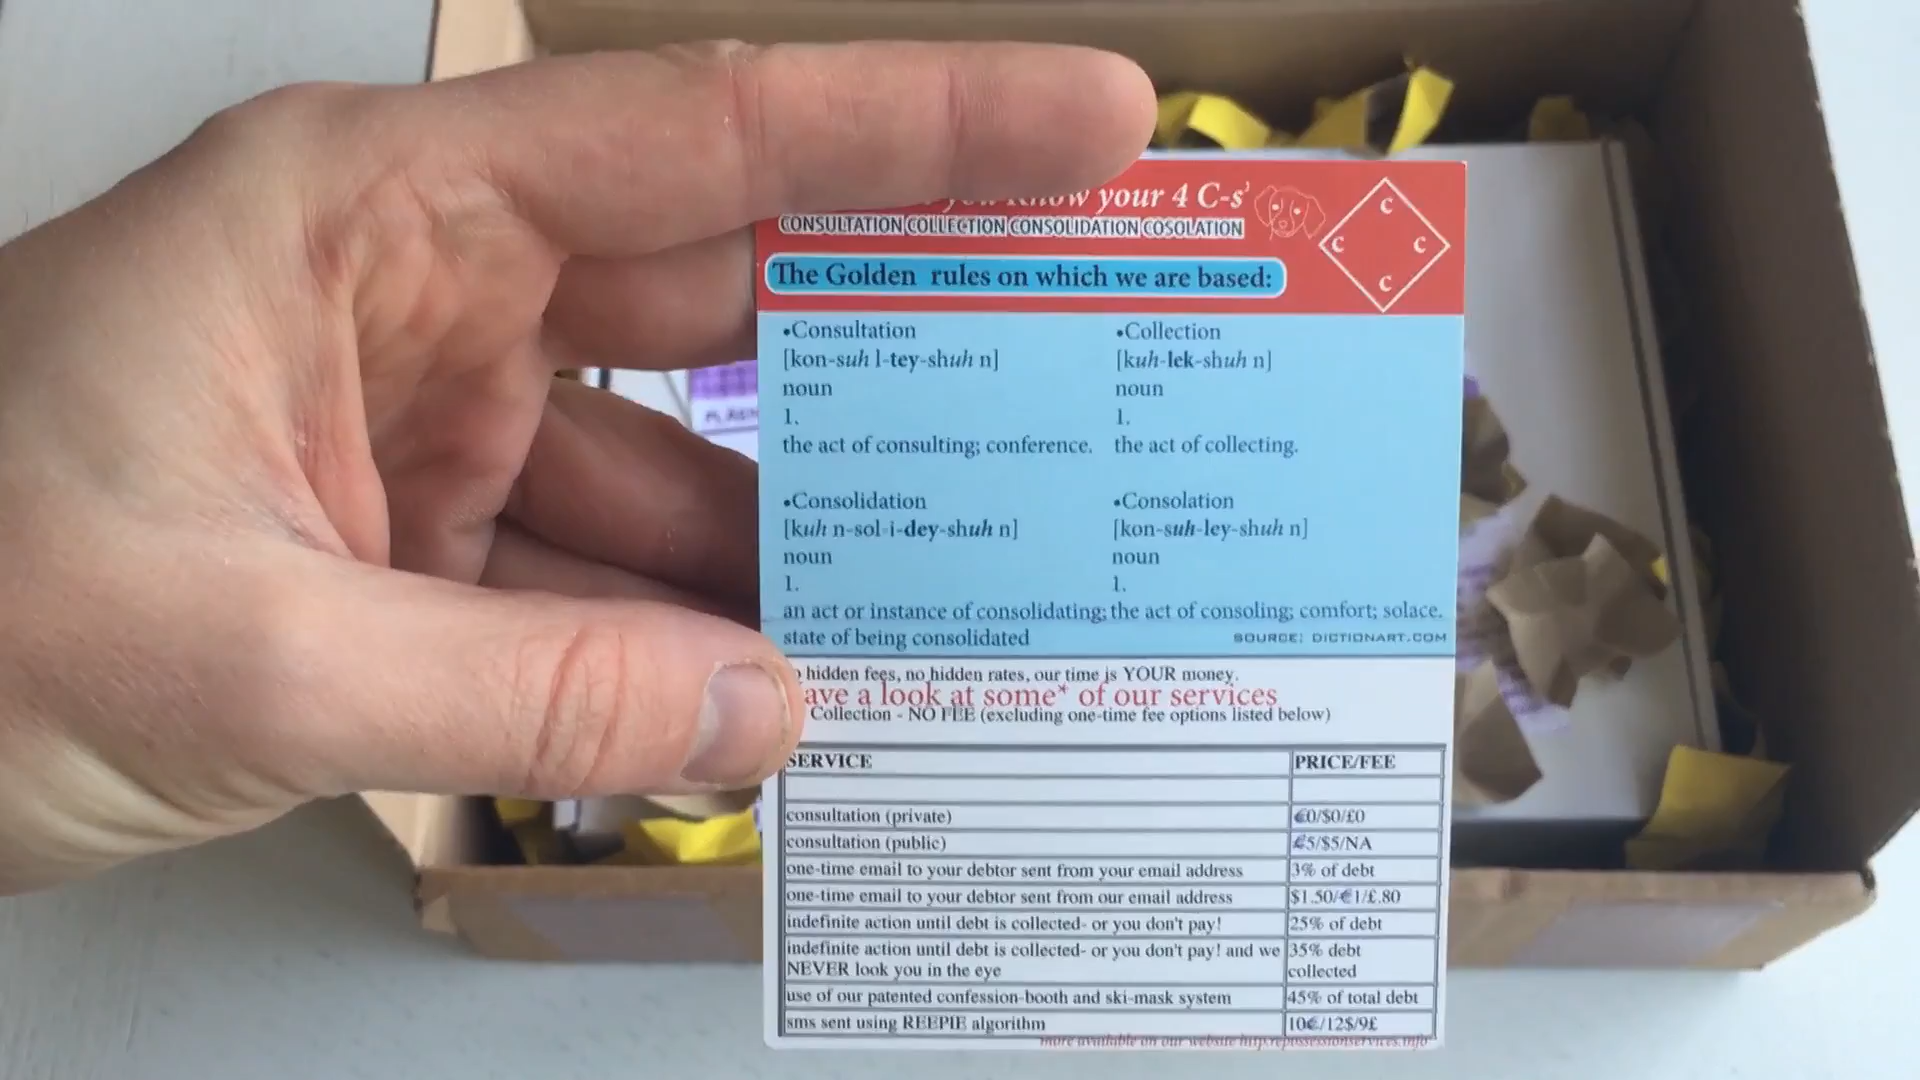 your 4 C-s'
CONSULTATION COLLECTION CONSOLIDATION COSOLATION
C
C C
C
The Golden rules on which we are based:
•Consultation
[kon-suh l-tey-shuh n]
noun
1.
the act of consulting; conference.
•Collection
[kuh-lek-shuh n]
noun
1.
the act of collecting.
•Consolidation
[kuh n-sol-i-dey-shuh n]
noun
1.
an act or instance of consolidating;
state of being consolidated
•Consolation
[kon-suh-ley-shuh n]
noun
1.
the act of consoling; comfort; solace.
SOURCE: DICTIONART.COM
hidden fees, no hidden rates, our time is YOUR money.
ave a look at some* of our services
Collection - NO FEE (excluding one-time fee options listed below)
SERVICE PRICE/FEE
consultation (private) €0/$0/£0
consultation (public) €5/$5/NA
one-time email to your debtor sent from your email address 3% of debt
one-time email to your debtor sent from our email address $1.50/€1/£.80
indefinite action until debt is collected- or you don't pay! 25% of debt
indefinite action until debt is collected- or you don't pay! and we 35% debt
NEVER look you in the eye collected
use of our patented confession-booth and ski-mask system 45% of total debt
sms sent using REEPIE algorithm 10€/12$/9£
more available on our website http.repossessionservices.info